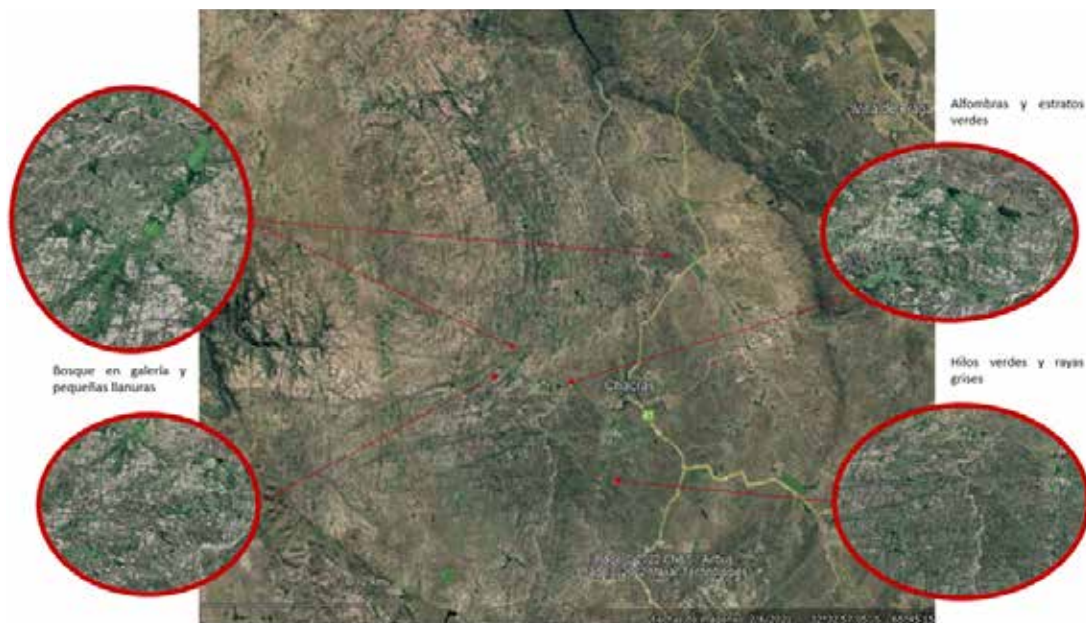 Alfombras y estratos
verdes
Bosque en galería y
pequeñas llanuras
Hilos verdes y rayas
grises
Chacras